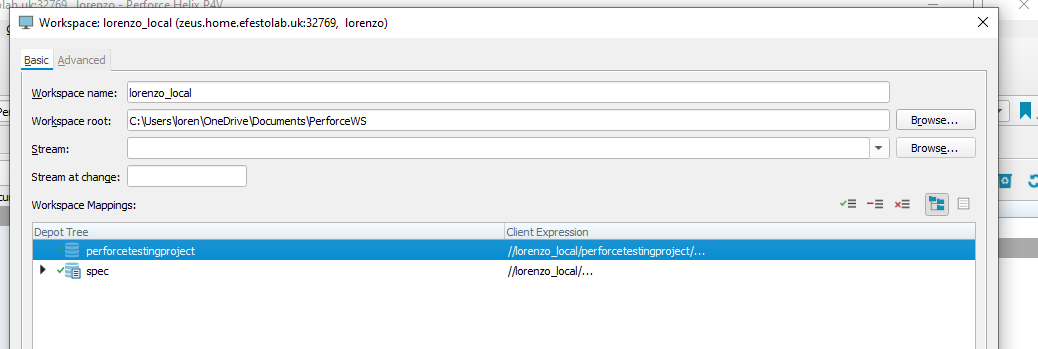 lab.uk:32769, lorenzo - Perforce Helix P4V
Workspace: lorenzo_local (zeus.home.efestolab.uk:32769, lorenzo)
Basic
Advanced
Workspace name:
lorenzo_local
Workspace root:
C:\Users\loren\OneDrive\Documents\PerforceWS
Browse...
Stream:
Browse...
Stream at change:
Workspace Mappings:
Depot Tree
Client Expression
perforcetestingproject
//lorenzo_local/perforcetestingproject/...
spec
//lorenzo_local/...